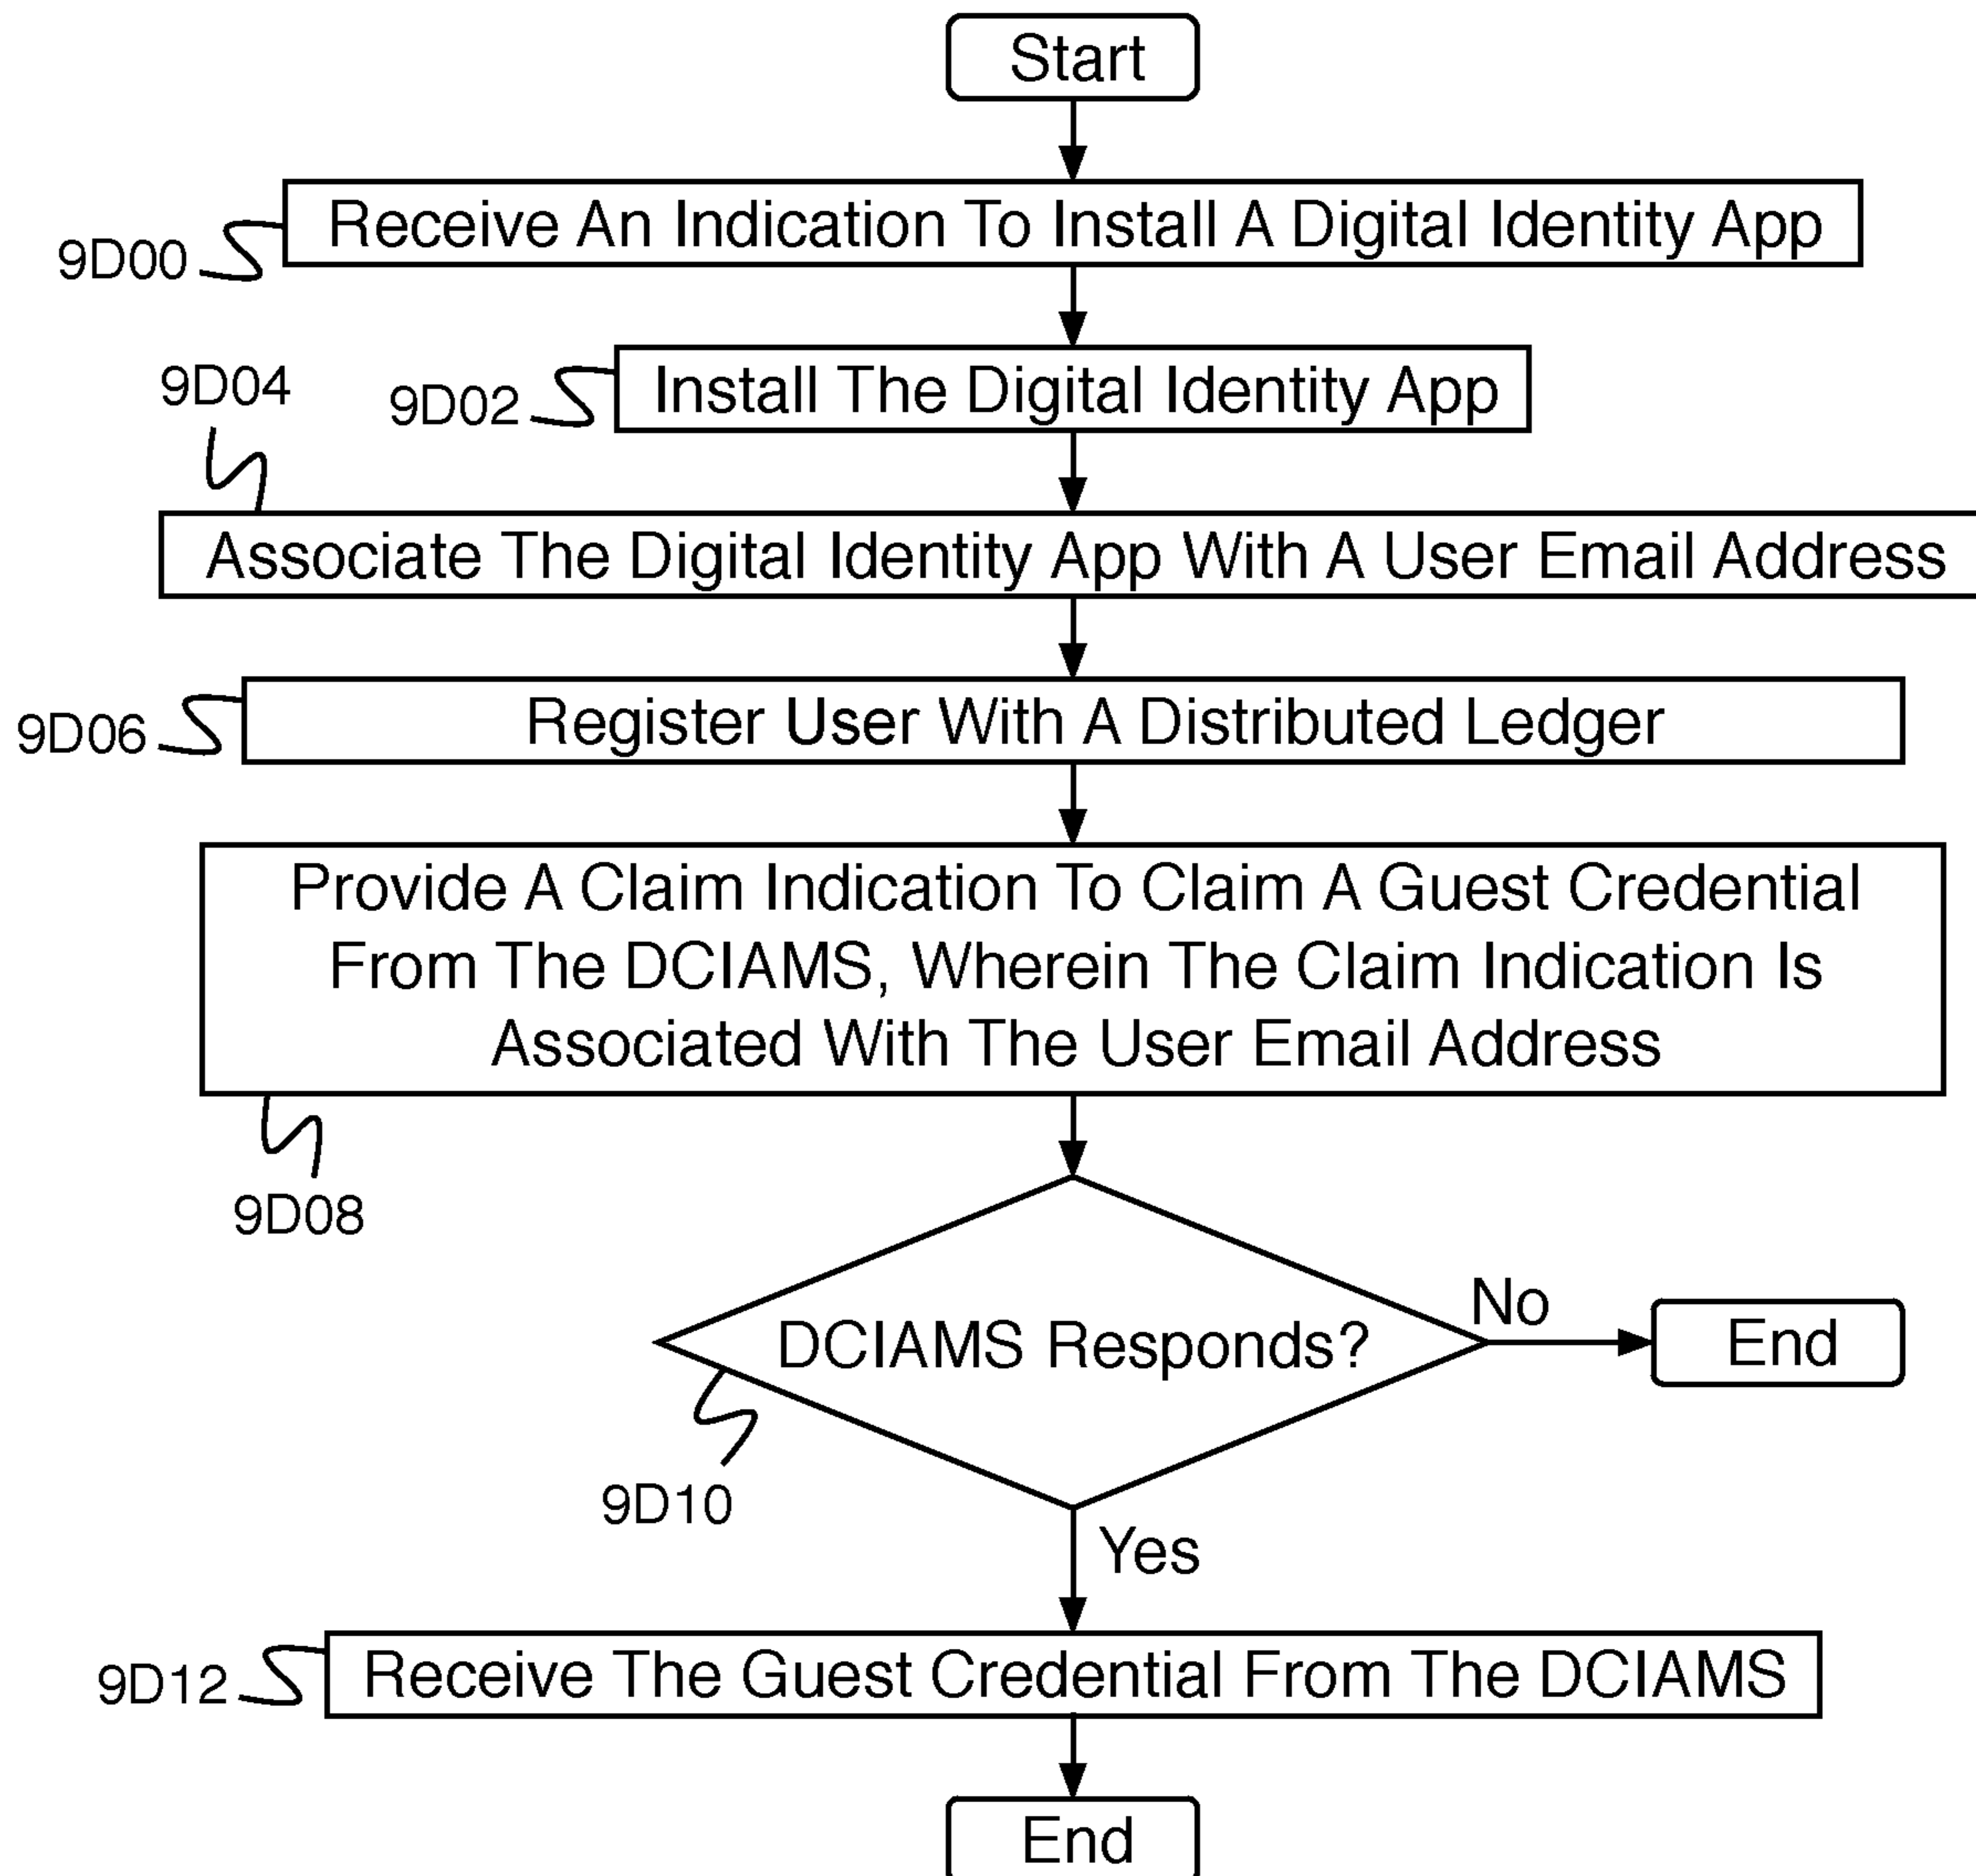 Start
Receive An Indication To Install A Digital Identity App
9D00
Install The Digital Identity App
9D04
9D02
Associate The Digital Identity App With A User Email Address
Register User With A Distributed Ledger
9D06
Provide A Claim Indication To Claim A Guest Credential
From The DCIAMS, Wherein The Claim Indication Is
Associated With The User Email Address
9D08
DCIAMS Responds?
No
End
9D10
Yes
Receive The Guest Credential From The DCIAMS
9D12
End